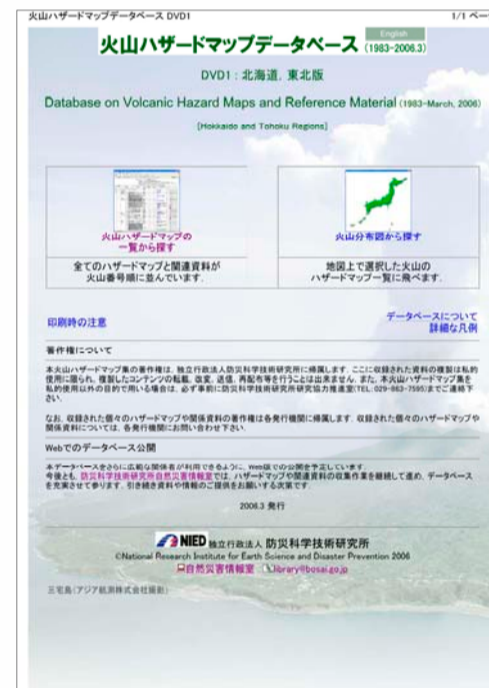 火山ハザードマップデータベース DVD1
1/1 ペー
English
火山ハザードマップデータベース (1983-2006.3)
DVD1：北海道，東北版
Database on Volcanic Hazard Maps and Reference Material (1983-March, 2006)
[Hokkaido and Tohoku Regions]
火山ハザードマップの
一覧から探す
火山分布図から探す
全てのハザードマップと関連資料が
火山番号順に並んでいます.
地図上で選択した火山の
ハザードマップ一覧に飛べます.
印刷時の注意
データベースについて
詳細な凡例
著作権について
本火山ハザードマップ集の著作権は，独立行政法人防災科学技術研究所に帰属します．ここに収録された資料の複製は私的
使用に限られ，複製したコンテンツの転載，改変，送信，再配布等を行うことは出来ません．また，本火山ハザードマップ集を
私的使用以外の目的で用いる場合は，必ず事前に防災科学技術研究所研究協力推進室(TEL．029-863-7595)までご連絡下
さい．
なお，収録された個々のハザードマップや関係資料の著作権は各発行機関に帰属します．収録された個々のハザードマップや
関係資料については，各発行機関にお問い合わせ下さい．
Webでのデータベース公開
本データベースをさらに広範な関係者が利用できるように，Web版での公開を予定しています．
今後とも，防災科学技術研究所自然災害情報室では，ハザードマップや関連資料の収集作業を継続して進め，データベース
を充実させて参ります．引き続き資料や情報のご提供をお願いする次第です．
2006.3 発行
NIED 独立行政法人 防災科学技術研究所
©National Research Institute for Earth Science and Disaster Prevention 2006
自然災害情報室 library@bosai.go.jp
三宅島(アジア航測株式会社撮影)